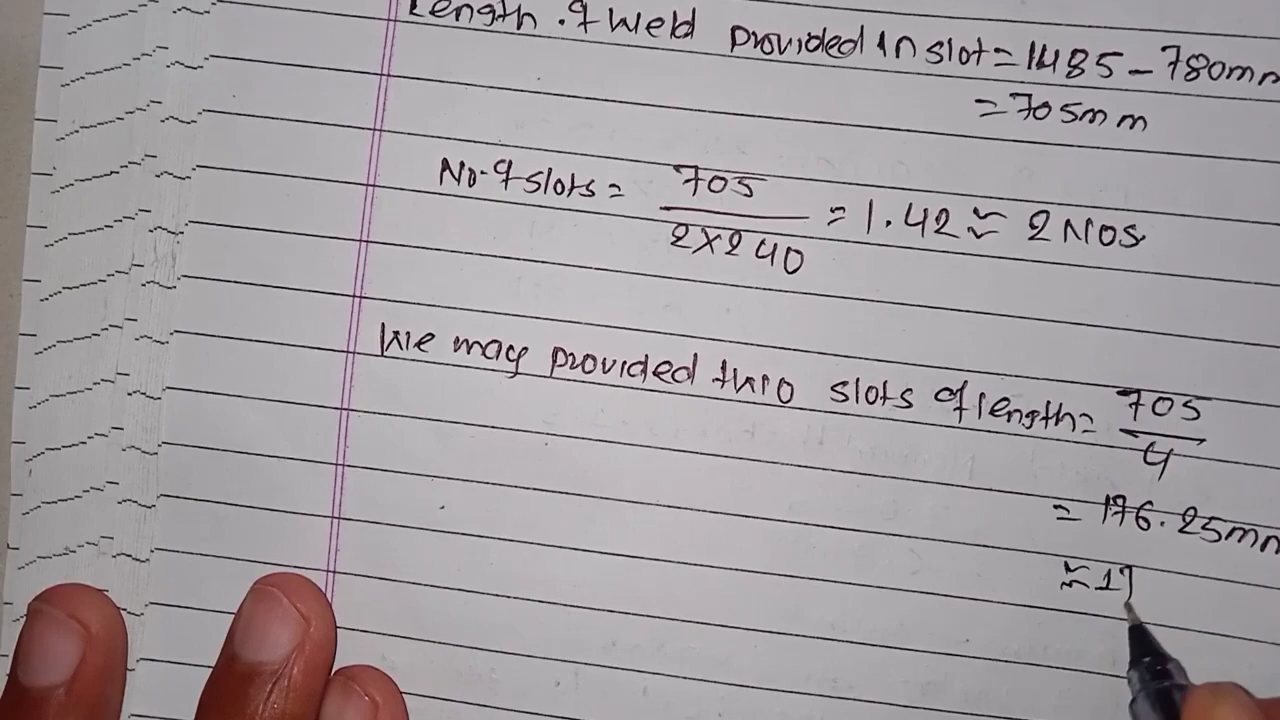 Length of weld provided in slot = 1485 - 780mm
= 705mm
No. of slots = 705 / 2x240 = 1.42 ≈ 2 Nos
We may provided two slots of length = 705 / 4
= 176.25mm
≈ 17